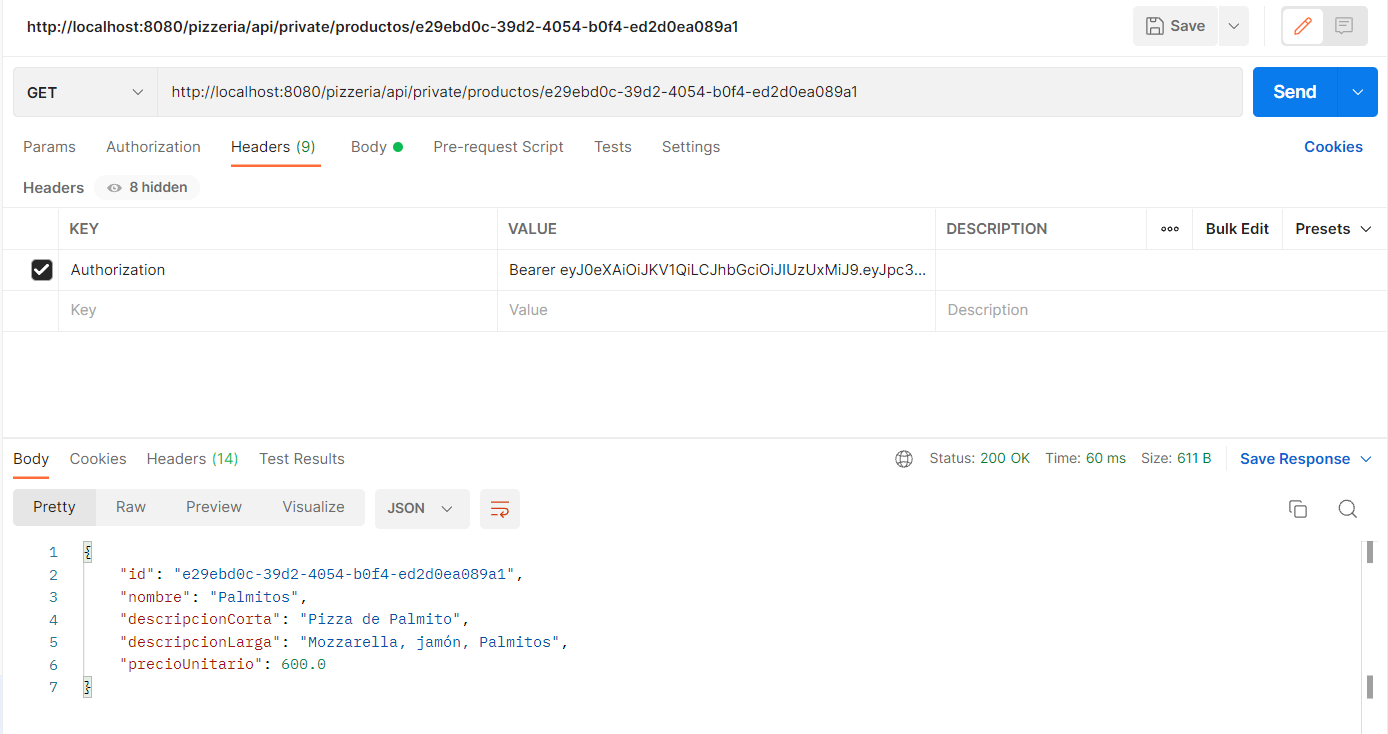 http://localhost:8080/pizzeria/api/private/productos/e29ebd0c-39d2-4054-b0f4-ed2d0ea089a1
Save
GET
http://localhost:8080/pizzeria/api/private/productos/e29ebd0c-39d2-4054-b0f4-ed2d0ea089a1
Send
Params Authorization Headers (9) Body Pre-request Script Tests Settings Cookies
Headers 8 hidden
KEY VALUE DESCRIPTION Bulk Edit Presets
Authorization Bearer eyJ0eXAiOiJKV1QiLCJhbGciOiJIUzUxMiJ9.eyJpc3...
Key Value Description
Body Cookies Headers (14) Test Results Status: 200 OK Time: 60 ms Size: 611 B Save Response
Pretty Raw Preview Visualize JSON
1 {
2 "id": "e29ebd0c-39d2-4054-b0f4-ed2d0ea089a1",
3 "nombre": "Palmitos",
4 "descripcionCorta": "Pizza de Palmito",
5 "descripcionLarga": "Mozzarella, jamón, Palmitos",
6 "precioUnitario": 600.0
7 }